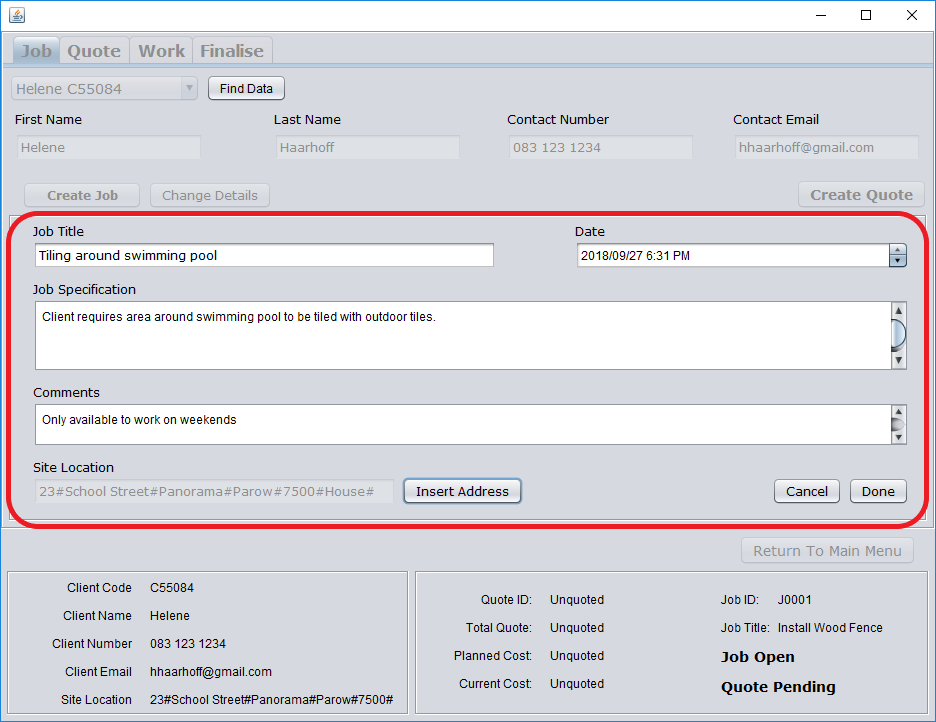 Job Quote Work Finalise
Helene C55084 Find Data
First Name Last Name Contact Number Contact Email
Helene Haarhoff 083 123 1234 hhaarhoff@gmail.com
Create Job Change Details Create Quote
Job Title Date
Tiling around swimming pool 2018/09/27 6:31 PM
Job Specification
Client requires area around swimming pool to be tiled with outdoor tiles.
Comments
Only available to work on weekends
Site Location
23#School Street#Panorama#Parow#7500#House# Insert Address Cancel Done
Return To Main Menu
Client Code C55084
Client Name Helene
Client Number 083 123 1234
Client Email hhaarhoff@gmail.com
Site Location 23#School Street#Panorama#Parow#7500#
Quote ID: Unquoted Job ID: J0001
Total Quote: Unquoted Job Title: Install Wood Fence
Planned Cost: Unquoted Job Open
Current Cost: Unquoted Quote Pending